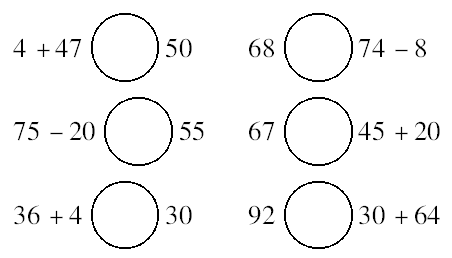 4 + 47 ◯ 50 68 ◯ 74 – 8
75 – 20 ◯ 55 67 ◯ 45 + 20
36 + 4 ◯ 30 92 ◯ 30 + 64